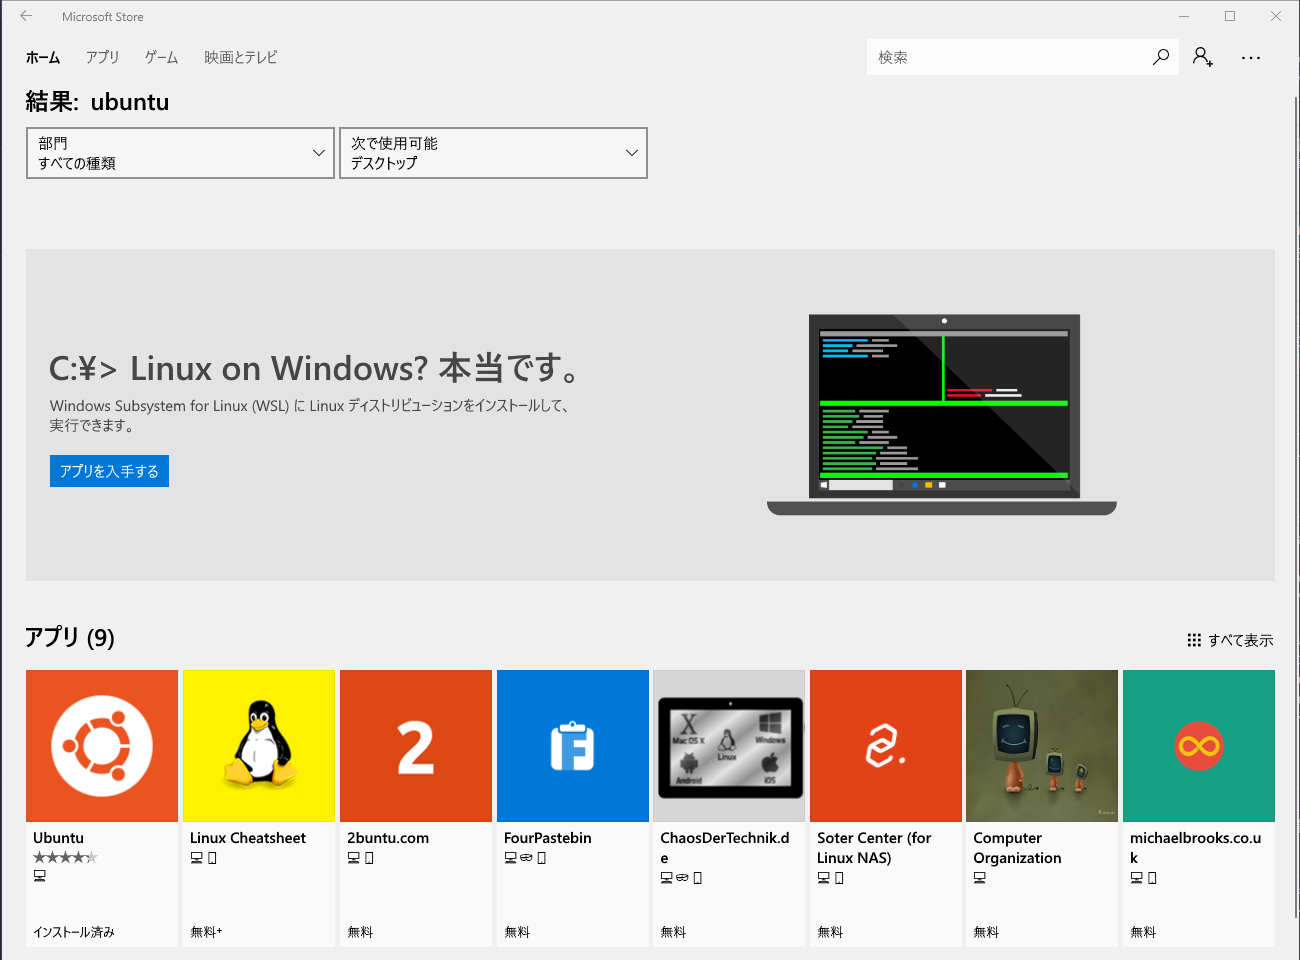 Microsoft Store
ホーム アプリ ゲーム 映画とテレビ 検索
結果: ubuntu
部門
すべての種類
次で使用可能
デスクトップ
C:¥> Linux on Windows? 本当です。
Windows Subsystem for Linux (WSL) に Linux ディストリビューションをインストールして、
実行できます。
アプリを入手する
アプリ (9)
すべて表示
2
F
X
Mac OS X
Windows
Linux
Android
iOS
Ubuntu
インストール済み
Linux Cheatsheet
無料+
2buntu.com
無料
FourPastebin
無料
ChaosDerTechnik.d
e
無料
Soter Center (for
Linux NAS)
無料
Computer
Organization
無料
michaelbrooks.co.u
k
無料